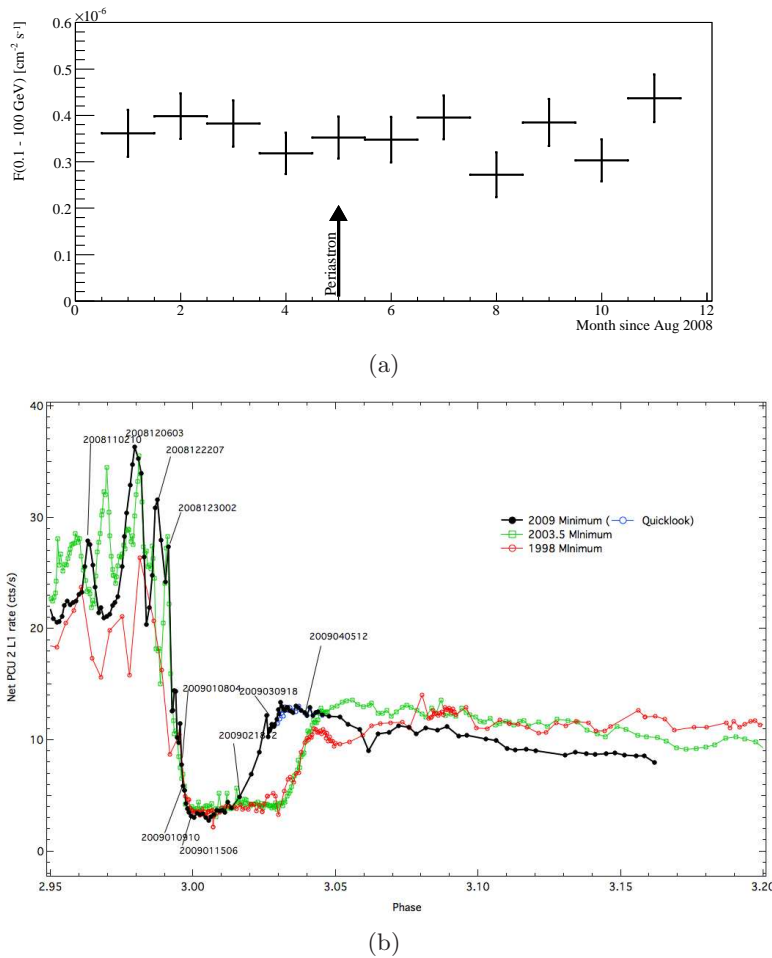 ×10⁻⁶
F(0.1 - 100 GeV) [cm⁻² s⁻¹]
0.6
0.5
0.4
0.3
0.2
0.1
0
Periastron
0 2 4 6 8 10 12
Month since Aug 2008
(a)
40
30
20
10
0
Net PCU 2 L1 rate (cts/s)
2008110210
2008120603
2008122207
2008123002
2009 Minimum ( Quicklook)
2003.5 MInimum
1998 MInimum
2009040512
2009010804
2009030918
2009010910
2009011506
2.95 3.00 3.05 3.10 3.15 3.20
Phase
(b)